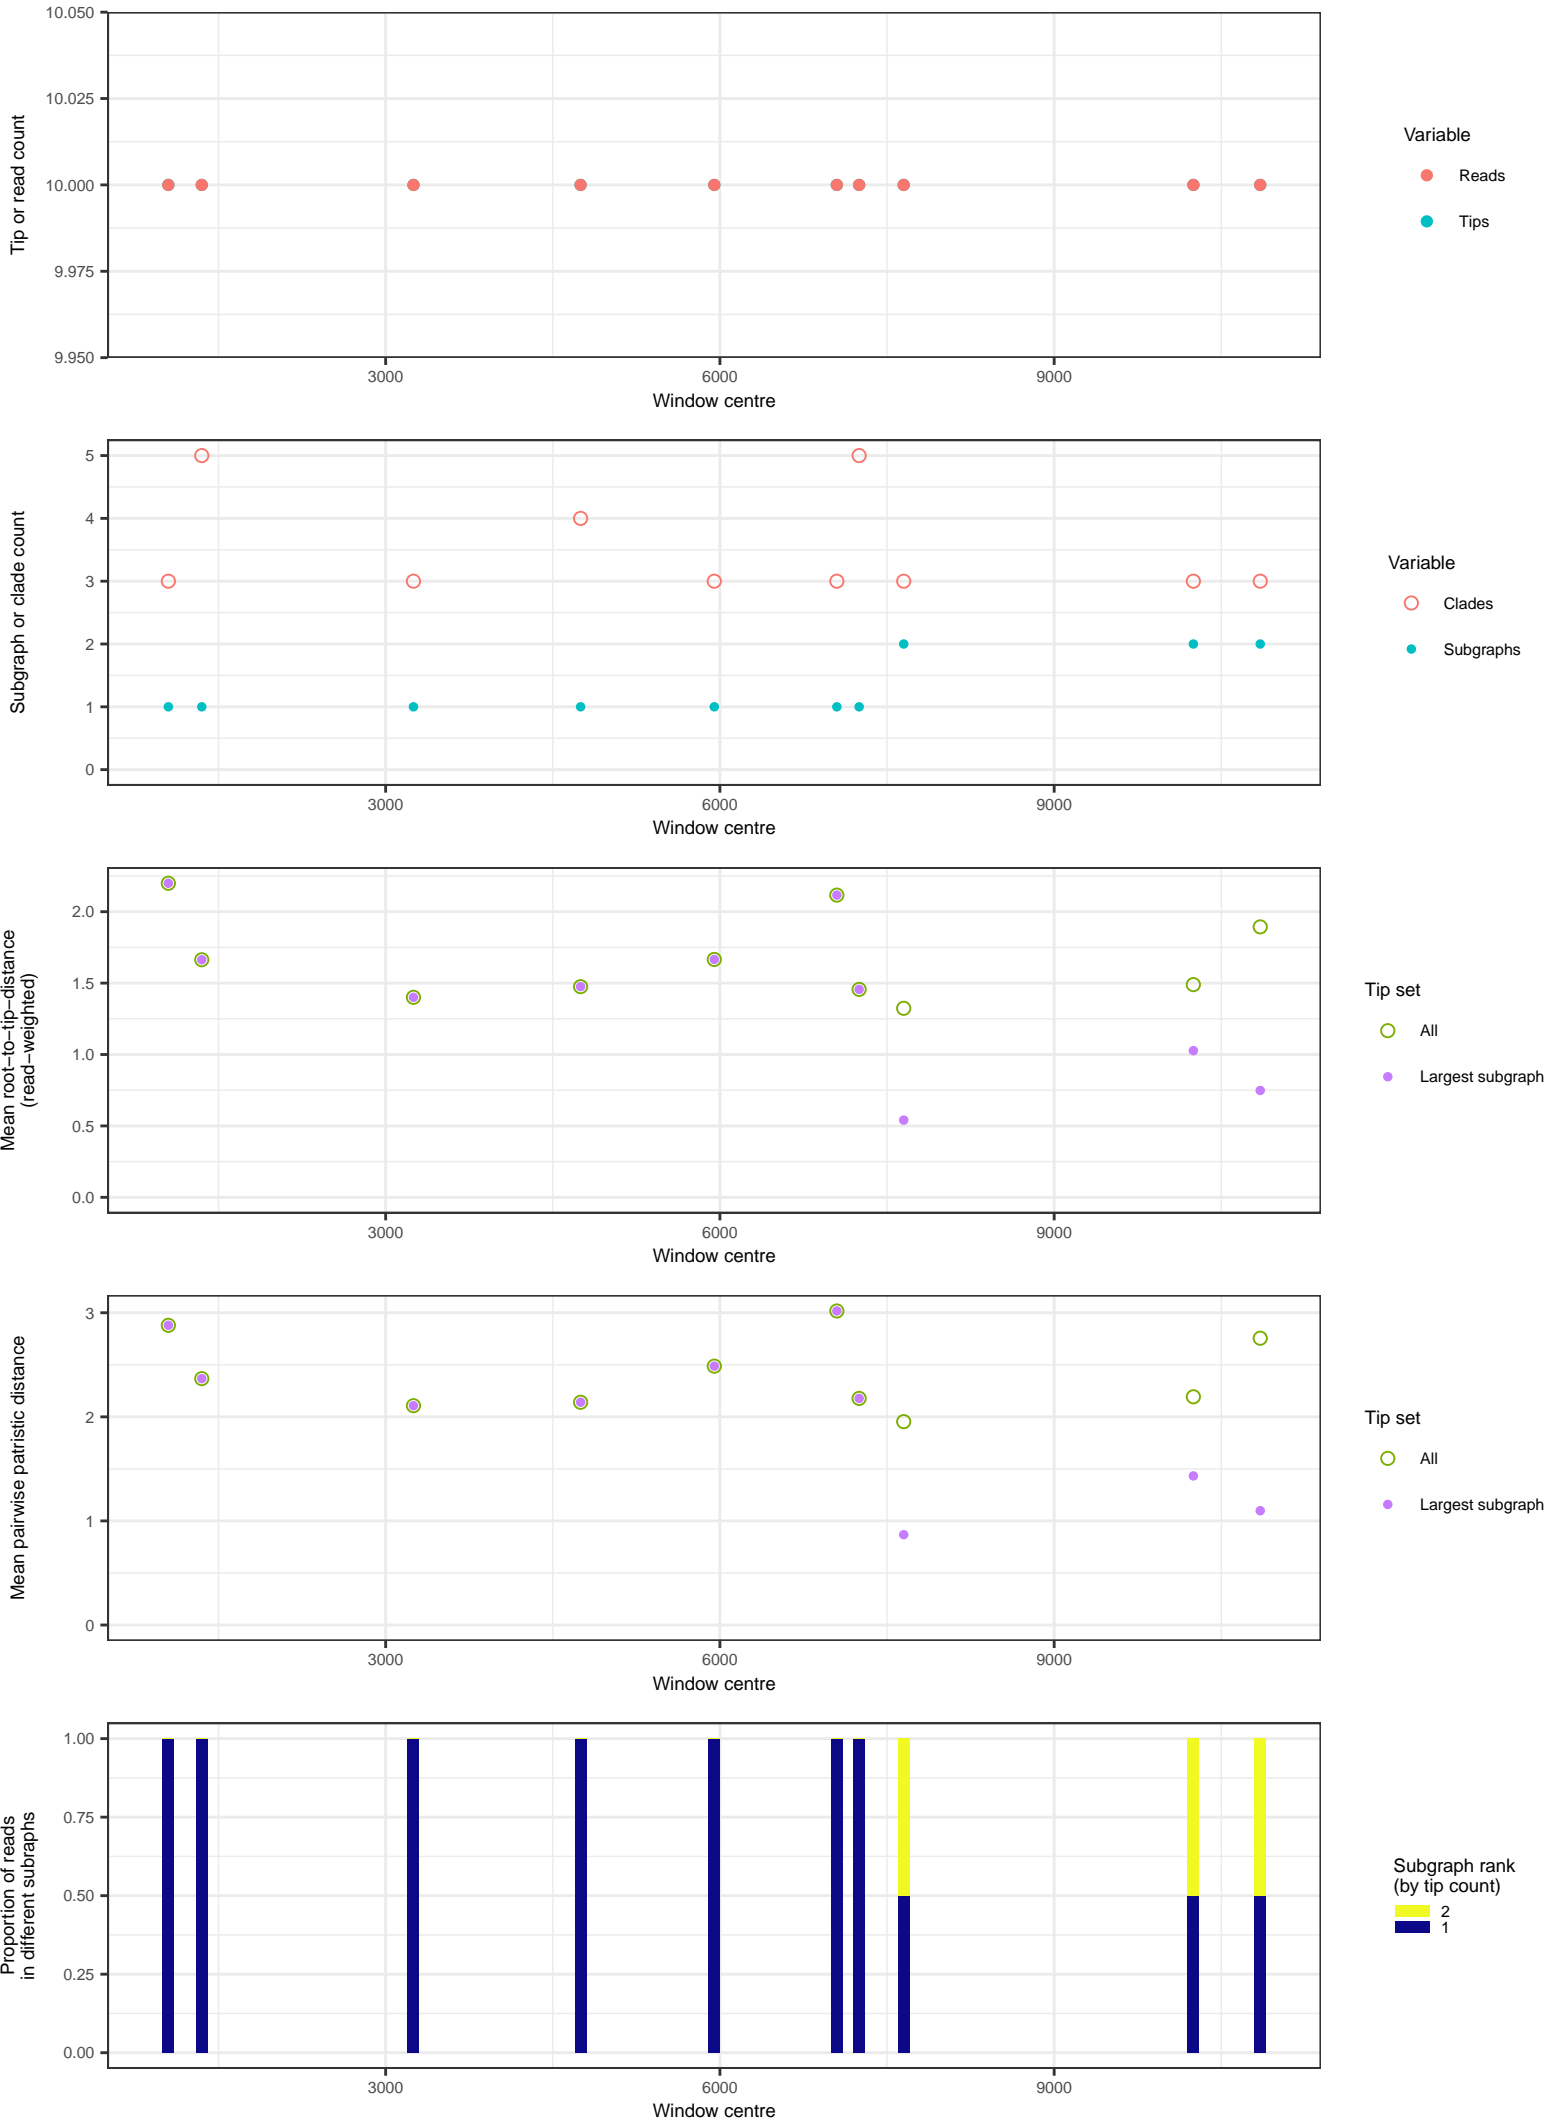 10.050
10.025
10.000
9.975
9.950
Tip or read count
3000 6000 9000
Window centre
Variable
Reads
Tips
5
4
3
2
1
0
Subgraph or clade count
3000 6000 9000
Window centre
Variable
Clades
Subgraphs
2.0
1.5
1.0
0.5
0.0
Mean root−to−tip−distance
(read−weighted)
3000 6000 9000
Window centre
Tip set
All
Largest subgraph
3
2
1
0
Mean pairwise patristic distance
3000 6000 9000
Window centre
Tip set
All
Largest subgraph
1.00
0.75
0.50
0.25
0.00
Proportion of reads
in different subraphs
3000 6000 9000
Window centre
Subgraph rank
(by tip count)
2
1